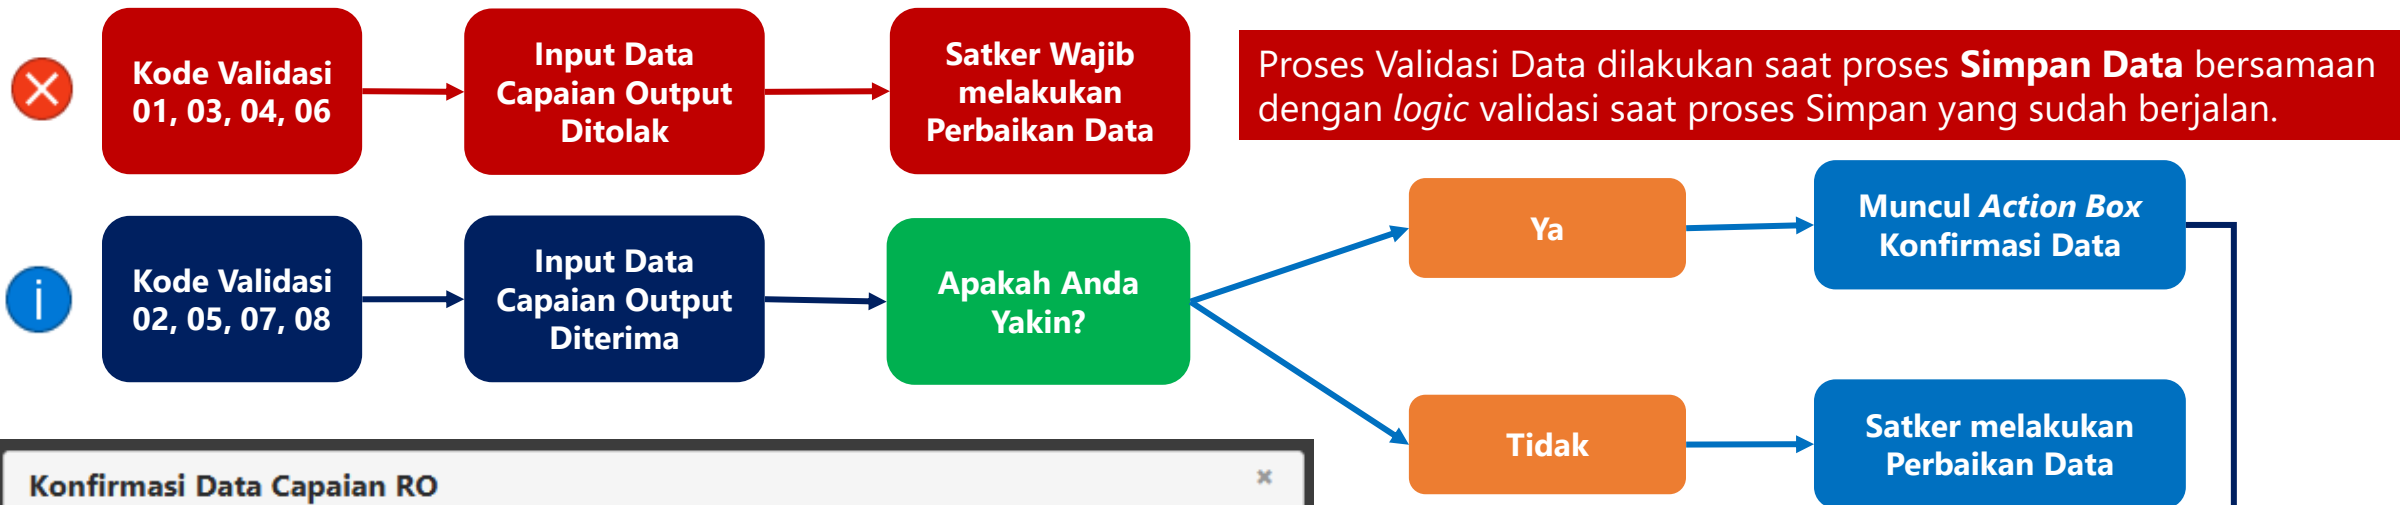 Kode Validasi
01, 03, 04, 06
Input Data
Capaian Output
Ditolak
Satker Wajib
melakukan
Perbaikan Data
Proses Validasi Data dilakukan saat proses Simpan Data bersamaan
dengan logic validasi saat proses Simpan yang sudah berjalan.
Kode Validasi
02, 05, 07, 08
Input Data
Capaian Output
Diterima
Apakah Anda
Yakin?
Ya
Muncul Action Box
Konfirmasi Data
Tidak
Satker melakukan
Perbaikan Data
Konfirmasi Data Capaian RO